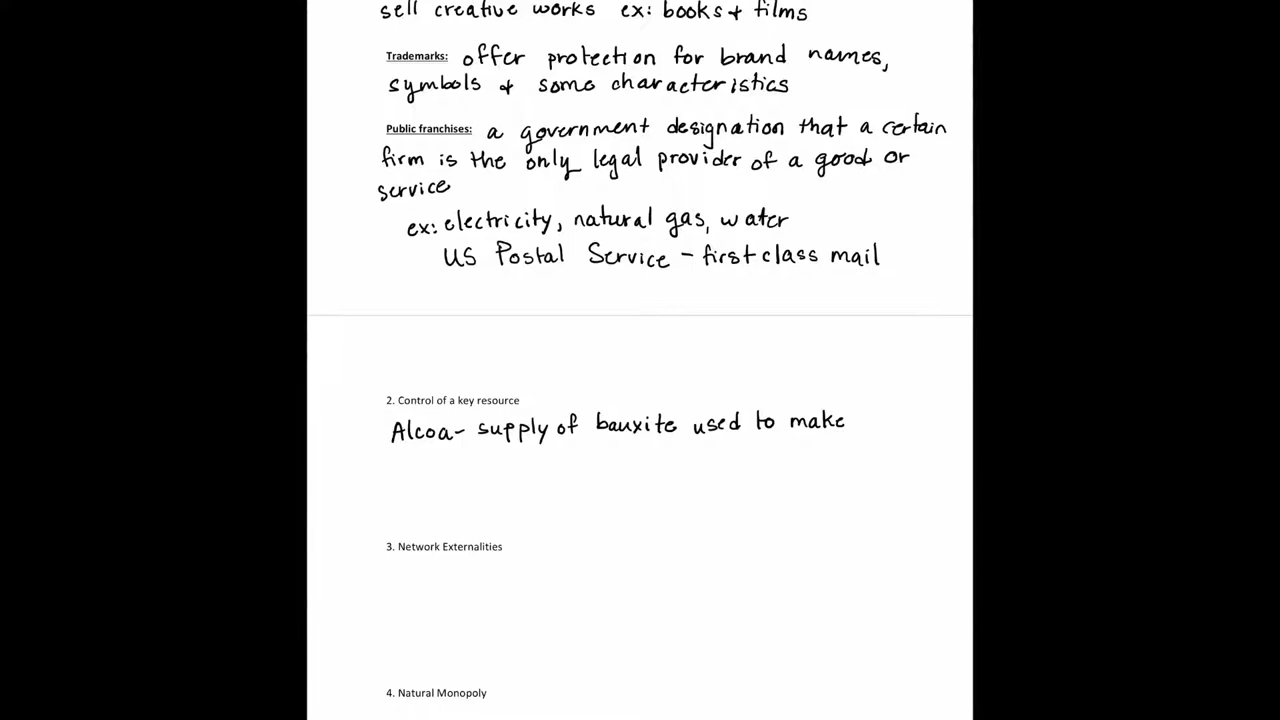 sell creative works ex: books + films
Trademarks: offer protection for brand names,
symbols + some characteristics
Public franchises: a government designation that a certain
firm is the only legal provider of a good or
service
ex: electricity, natural gas, water
US Postal Service - first class mail
2. Control of a key resource
Alcoa- supply of bauxite used to make
3. Network Externalities
4. Natural Monopoly